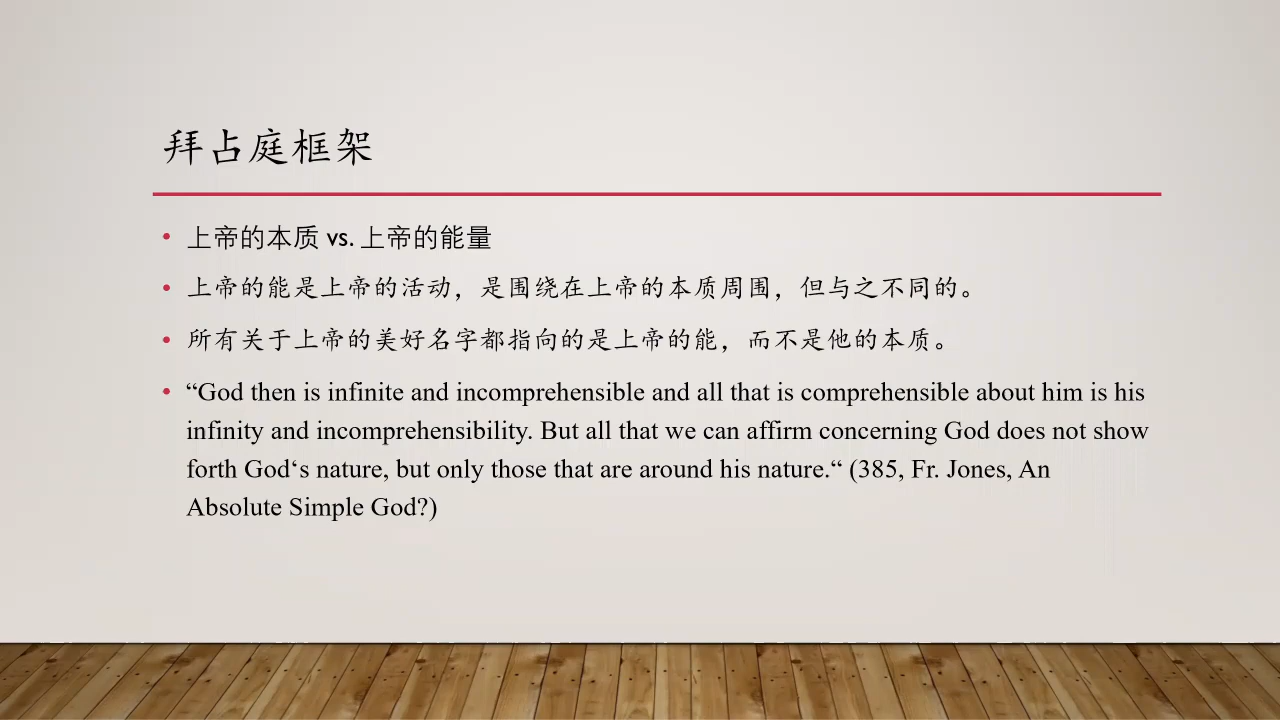 拜占庭框架
• 上帝的本质 vs. 上帝的能量
• 上帝的能是上帝的活动，是围绕在上帝的本质周围，但与之不同的。
• 所有关于上帝的美好名字都指向的是上帝的能，而不是他的本质。
• “God then is infinite and incomprehensible and all that is comprehensible about him is his
infinity and incomprehensibility. But all that we can affirm concerning God does not show
forth God‘s nature, but only those that are around his nature.“ (385, Fr. Jones, An
Absolute Simple God?)